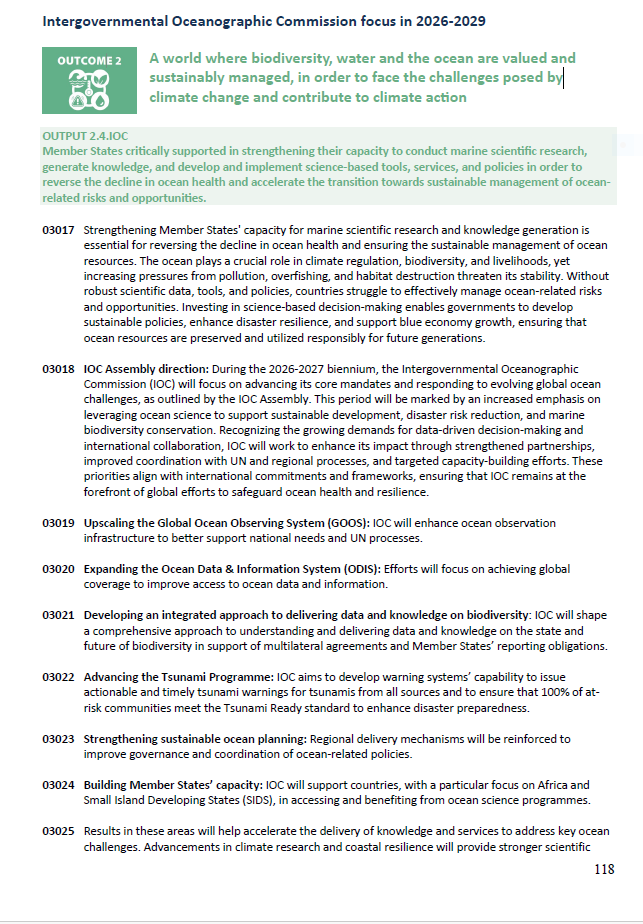 Intergovernmental Oceanographic Commission focus in 2026-2029
OUTCOME 2
A world where biodiversity, water and the ocean are valued and
sustainably managed, in order to face the challenges posed by
climate change and contribute to climate action
OUTPUT 2.4.IOC
Member States critically supported in strengthening their capacity to conduct marine scientific research,
generate knowledge, and develop and implement science-based tools, services, and policies in order to
reverse the decline in ocean health and accelerate the transition towards sustainable management of ocean-
related risks and opportunities.
03017 Strengthening Member States' capacity for marine scientific research and knowledge generation is
essential for reversing the decline in ocean health and ensuring the sustainable management of ocean
resources. The ocean plays a crucial role in climate regulation, biodiversity, and livelihoods, yet
increasing pressures from pollution, overfishing, and habitat destruction threaten its stability. Without
robust scientific data, tools, and policies, countries struggle to effectively manage ocean-related risks
and opportunities. Investing in science-based decision-making enables governments to develop
sustainable policies, enhance disaster resilience, and support blue economy growth, ensuring that
ocean resources are preserved and utilized responsibly for future generations.
03018 IOC Assembly direction: During the 2026-2027 biennium, the Intergovernmental Oceanographic
Commission (IOC) will focus on advancing its core mandates and responding to evolving global ocean
challenges, as outlined by the IOC Assembly. This period will be marked by an increased emphasis on
leveraging ocean science to support sustainable development, disaster risk reduction, and marine
biodiversity conservation. Recognizing the growing demands for data-driven decision-making and
international collaboration, IOC will work to enhance its impact through strengthened partnerships,
improved coordination with UN and regional processes, and targeted capacity-building efforts. These
priorities align with international commitments and frameworks, ensuring that IOC remains at the
forefront of global efforts to safeguard ocean health and resilience.
03019 Upscaling the Global Ocean Observing System (GOOS): IOC will enhance ocean observation
infrastructure to better support national needs and UN processes.
03020 Expanding the Ocean Data & Information System (ODIS): Efforts will focus on achieving global
coverage to improve access to ocean data and information.
03021 Developing an integrated approach to delivering data and knowledge on biodiversity: IOC will shape
a comprehensive approach to understanding and delivering data and knowledge on the state and
future of biodiversity in support of multilateral agreements and Member States' reporting obligations.
03022 Advancing the Tsunami Programme: IOC aims to develop warning systems' capability to issue
actionable and timely tsunami warnings for tsunamis from all sources and to ensure that 100% of at-
risk communities meet the Tsunami Ready standard to enhance disaster preparedness.
03023 Strengthening sustainable ocean planning: Regional delivery mechanisms will be reinforced to
improve governance and coordination of ocean-related policies.
03024 Building Member States' capacity: IOC will support countries, with a particular focus on Africa and
Small Island Developing States (SIDS), in accessing and benefiting from ocean science programmes.
03025 Results in these areas will help accelerate the delivery of knowledge and services to address key ocean
challenges. Advancements in climate research and coastal resilience will provide stronger scientific
118